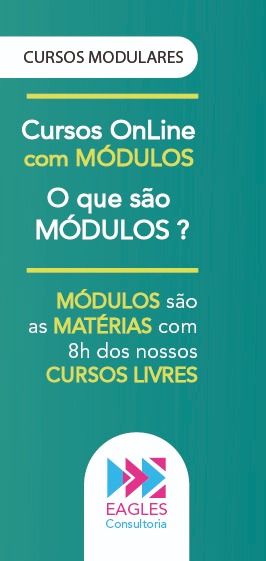 CURSOS MODULARES
Cursos OnLine
com MÓDULOS
O que são
MÓDULOS ?
MÓDULOS são
as MATÉRIAS com
8h dos nossos
CURSOS LIVRES
EAGLES
Consultoria